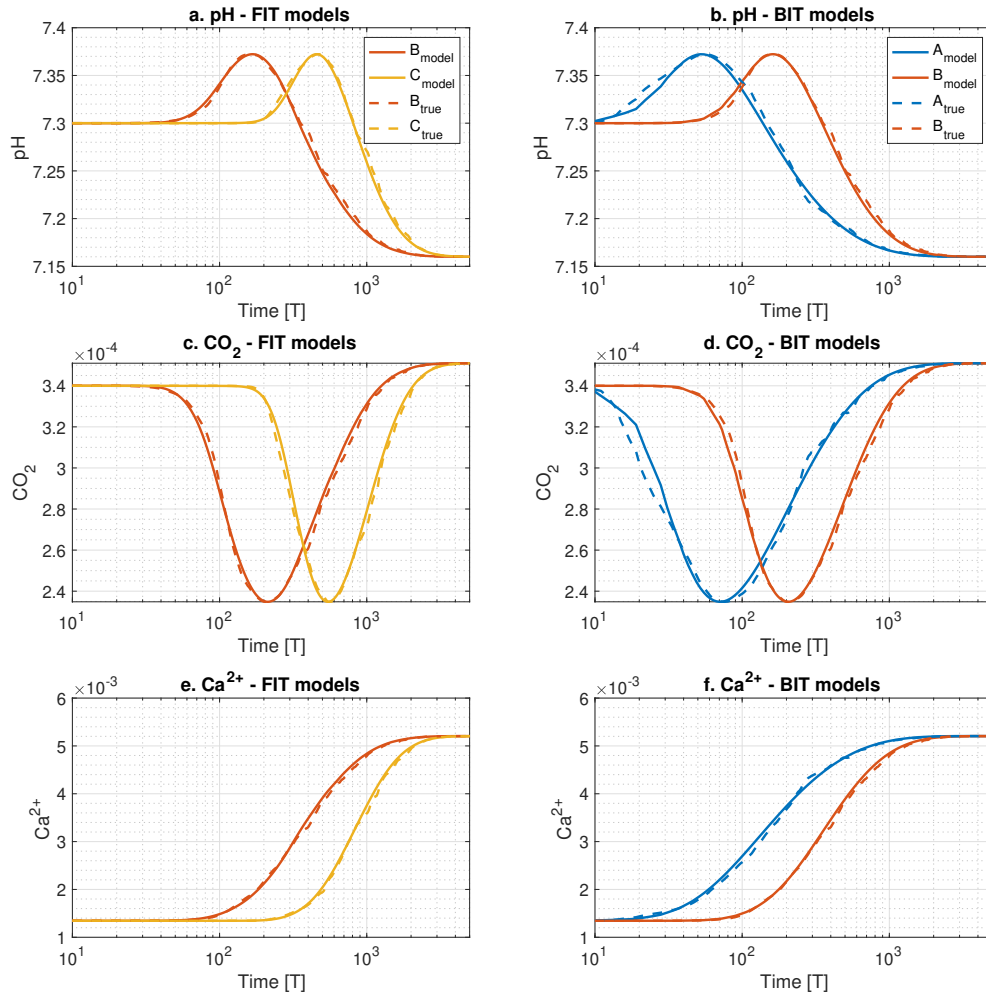 a. pH - FIT models
7.4
7.35
7.3
7.25
7.2
7.15
pH
B_model
C_model
B_true
C_true
10^1
10^2
10^3
Time [T]
b. pH - BIT models
7.4
7.35
7.3
7.25
7.2
7.15
pH
A_model
B_model
A_true
B_true
10^1
10^2
10^3
Time [T]
c. CO_2 - FIT models
×10^-4
3.4
3.2
3
2.8
2.6
2.4
CO_2
10^1
10^2
10^3
Time [T]
d. CO_2 - BIT models
×10^-4
3.4
3.2
3
2.8
2.6
2.4
CO_2
10^1
10^2
10^3
Time [T]
e. Ca^2+ - FIT models
×10^-3
6
5
4
3
2
1
Ca^2+
10^1
10^2
10^3
Time [T]
f. Ca^2+ - BIT models
×10^-3
6
5
4
3
2
1
Ca^2+
10^1
10^2
10^3
Time [T]